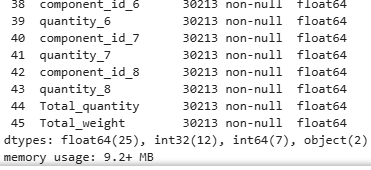 38 component_id_6 30213 non-null float64
39 quantity_6 30213 non-null float64
40 component_id_7 30213 non-null float64
41 quantity_7 30213 non-null float64
42 component_id_8 30213 non-null float64
43 quantity_8 30213 non-null float64
44 Total_quantity 30213 non-null float64
45 Total_weight 30213 non-null float64
dtypes: float64(25), int32(12), int64(7), object(2)
memory usage: 9.2+ MB